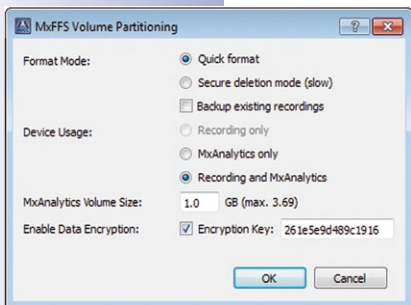 MxFFS Volume Partitioning
Format Mode: Quick format
Secure deletion mode (slow)
Backup existing recordings
Device Usage: Recording only
MxAnalytics only
Recording and MxAnalytics
MxAnalytics Volume Size: 1.0 GB (max. 3.69)
Enable Data Encryption: Encryption Key: 261e5e9d489c1916
OK Cancel